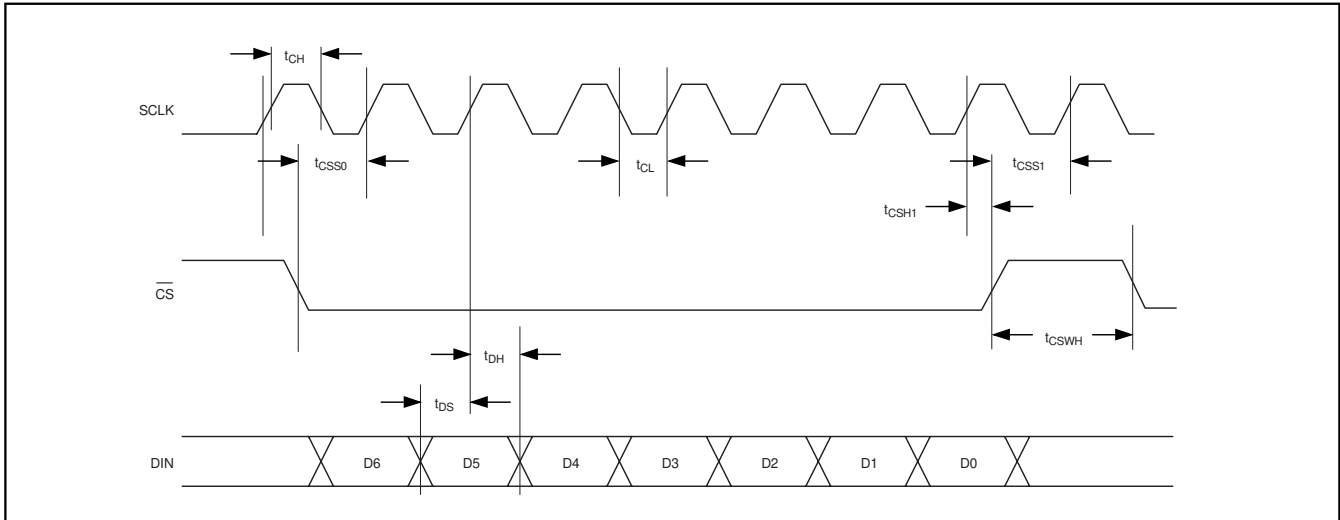 tCH
SCLK
tCSS0
tCL
tCSS1
tCSH1
CS
tCSWH
tDH
tDS
DIN
D6
D5
D4
D3
D2
D1
D0